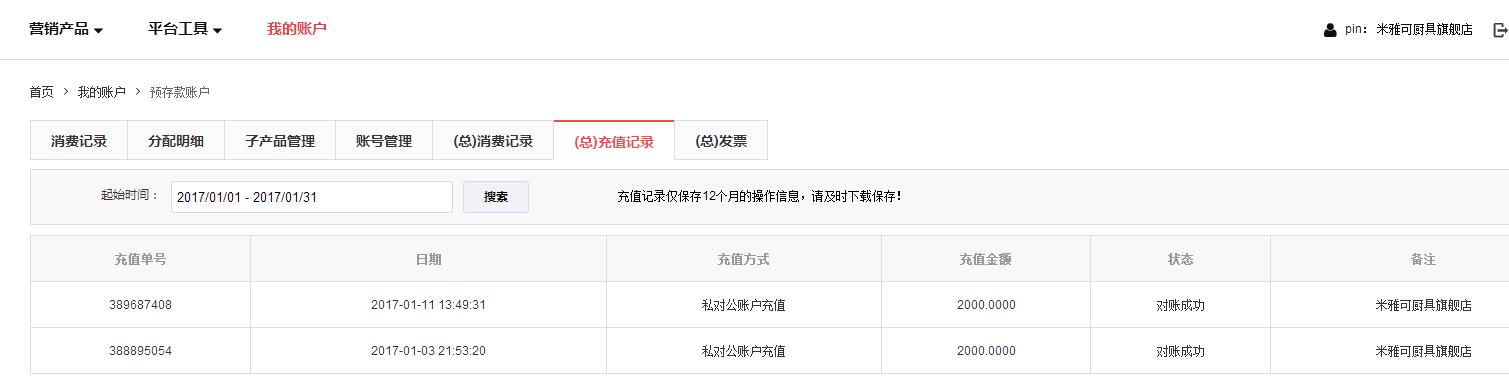 营销产品 平台工具 我的账户 pin： 米雅可厨具旗舰店
首页 > 我的账户 > 预存款账户
消费记录 分配明细 子产品管理 账号管理 (总)消费记录 (总)充值记录 (总)发票
起始时间： 2017/01/01 - 2017/01/31 搜索 充值记录仅保存12个月的操作信息，请及时下载保存！
充值单号 日期 充值方式 充值金额 状态 备注
389687408 2017-01-11 13:49:31 私对公账户充值 2000.0000 对账成功 米雅可厨具旗舰店
388895054 2017-01-03 21:53:20 私对公账户充值 2000.0000 对账成功 米雅可厨具旗舰店